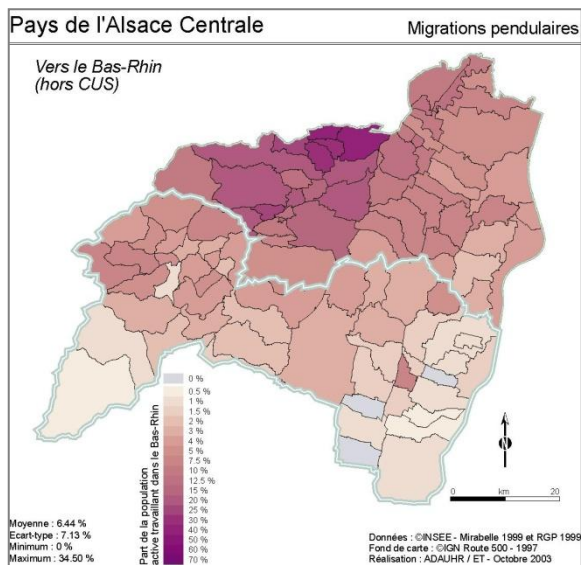 Pays de l'Alsace Centrale
Migrations pendulaires
Vers le Bas-Rhin
(hors CUS)
Part de la population
active travaillant dans le Bas-Rhin
0 %
0.5 %
1 %
1.5 %
2 %
3 %
4 %
5 %
10 %
12.5 %
15 %
20 %
25 %
30 %
40 %
50 %
60 %
70 %
N
0
km
20
Moyenne : 6.44 %
Ecart-type : 7.13 %
Minimum : 0 %
Maximum : 34.50 %
Données : ©INSEE - Mirabelle 1999 et RGP 1999
Fond de carte : ©IGN Route 500 - 1997
Réalisation : ADAUHR / ET - Octobre 2003